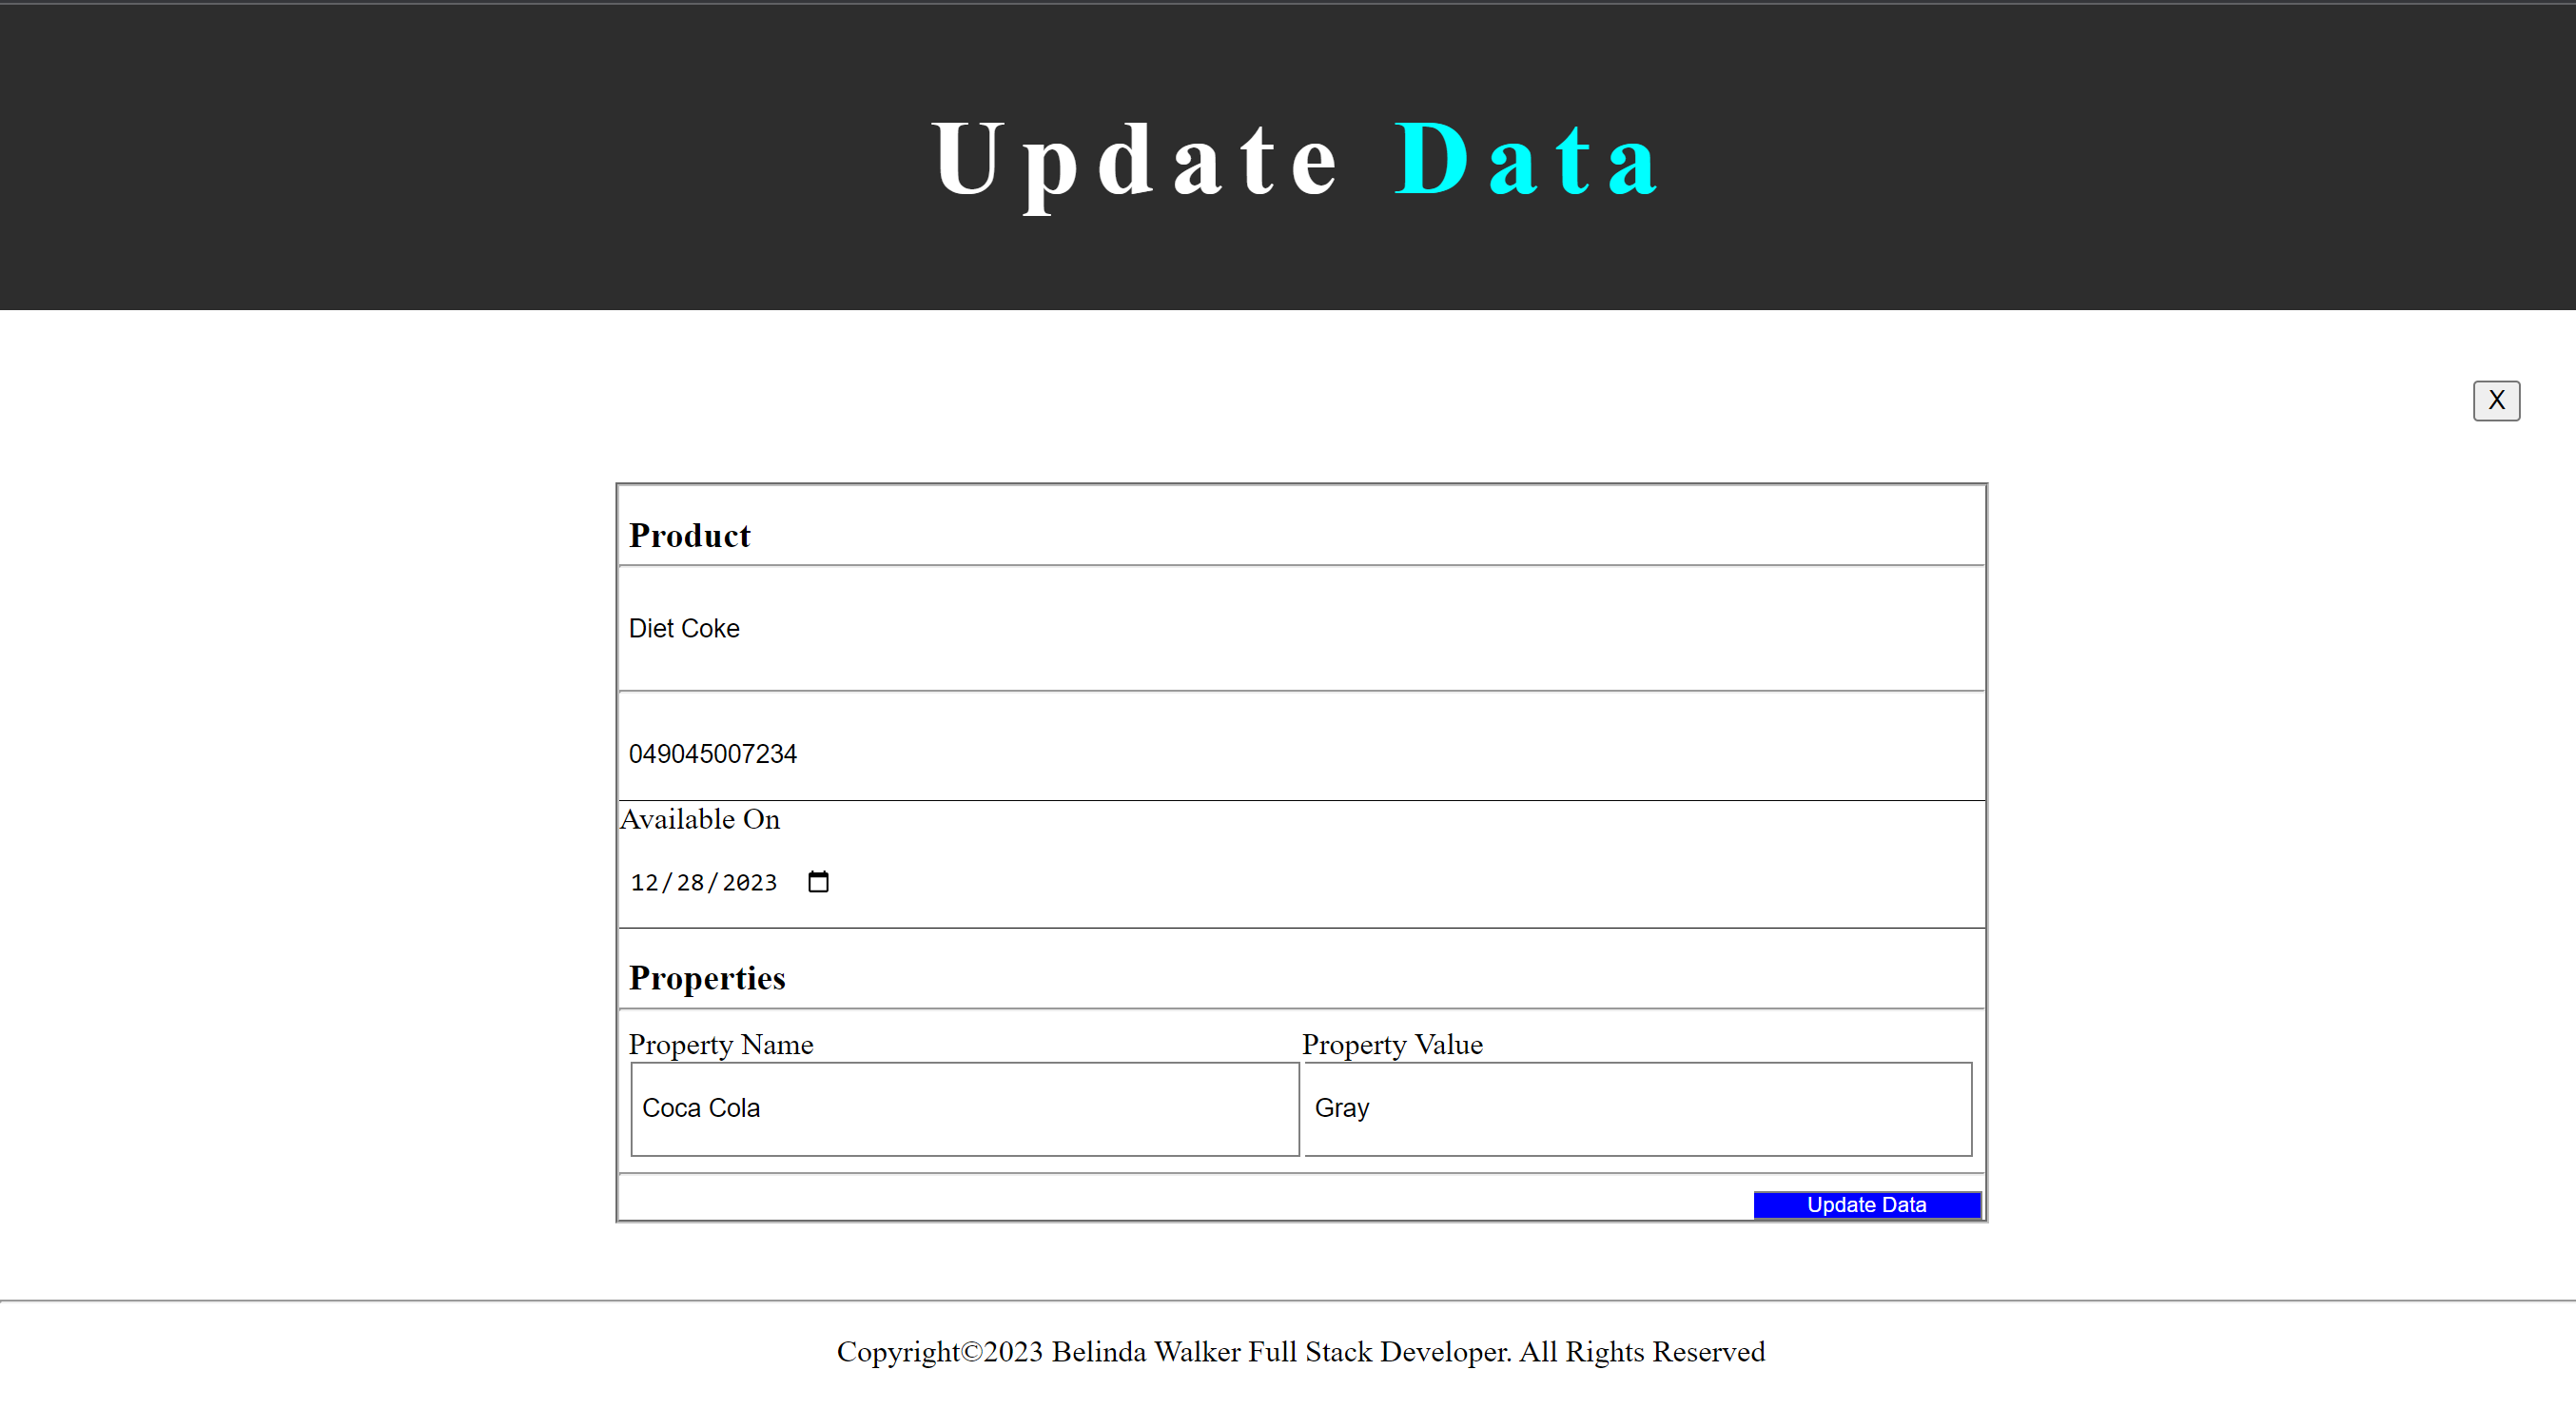 Update Data
X
Product
Diet Coke
049045007234
Available On
12/28/2023
Properties
Property Name Property Value
Coca Cola Gray
Update Data
Copyright©2023 Belinda Walker Full Stack Developer. All Rights Reserved